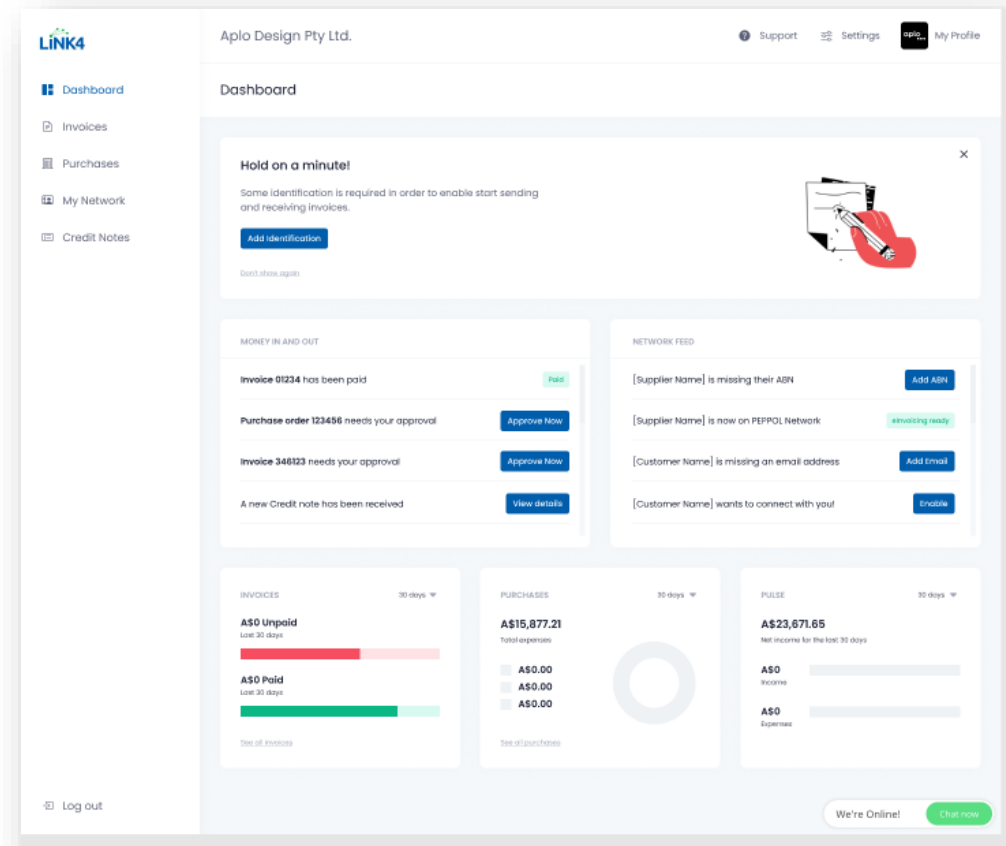 LiNK4
Aplo Design Pty Ltd.
Support
Settings
aplo
My Profile
Dashboard
Invoices
Purchases
My Network
Credit Notes
Log out
Dashboard
Hold on a minute!
Some identification is required in order to enable start sending
and receiving invoices.
Add Identification
Don't show again
MONEY IN AND OUT
Invoice 01234 has been paid
Paid
Purchase order 123456 needs your approval
Approve Now
Invoice 346123 needs your approval
Approve Now
A new Credit note has been received
View details
NETWORK FEED
[Supplier Name] is missing their ABN
Add ABN
[Supplier Name] is now on PEPPOL Network
eInvoicing ready
[Customer Name] is missing an email address
Add Email
[Customer Name] wants to connect with you!
Enable
INVOICES
30 days
A$0 Unpaid
Last 30 days
A$0 Paid
Last 30 days
See all invoices
PURCHASES
30 days
A$15,877.21
Total expenses
A$0.00
A$0.00
A$0.00
See all purchases
PULSE
30 days
A$23,671.65
Net income for the last 30 days
A$0
Income
A$0
Expenses
We're Online!
Chat now